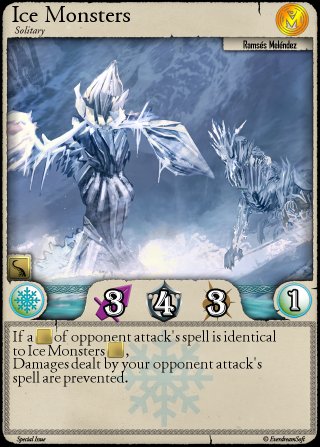 Ice Monsters
Solitary
M
Ramsés Meléndez
3 4 3 1
If a of opponent attack's spell is identical
to Ice Monsters ,
Damages dealt by your opponent attack's
spell are prevented.
Special Issue
© EverdreamSoft